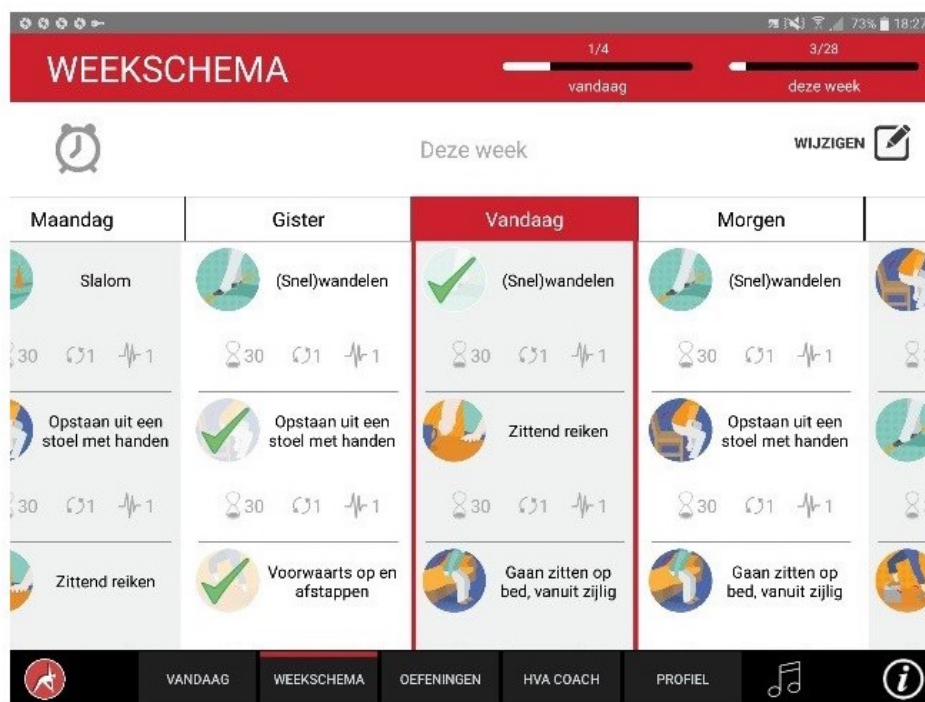 73% 18:27
WEEKSCHEMA
1/4
vandaag
3/28
deze week
Deze week
WIJZIGEN
Maandag
Gister
Vandaag
Morgen
Slalom
30 1 1
Opstaan uit een
stoel met handen
30 1 1
Zittend reiken
(Snel)wandelen
30 1 1
Opstaan uit een
stoel met handen
30 1 1
Voorwaarts op en
afstappen
(Snel)wandelen
30 1 1
Zittend reiken
30 1 1
Gaan zitten op
bed, vanuit zijlig
(Snel)wandelen
30 1 1
Opstaan uit een
stoel met handen
30 1 1
Gaan zitten op
bed, vanuit zijlig
VANDAAG
WEEKSCHEMA
OEFENINGEN
HVA COACH
PROFIEL
i